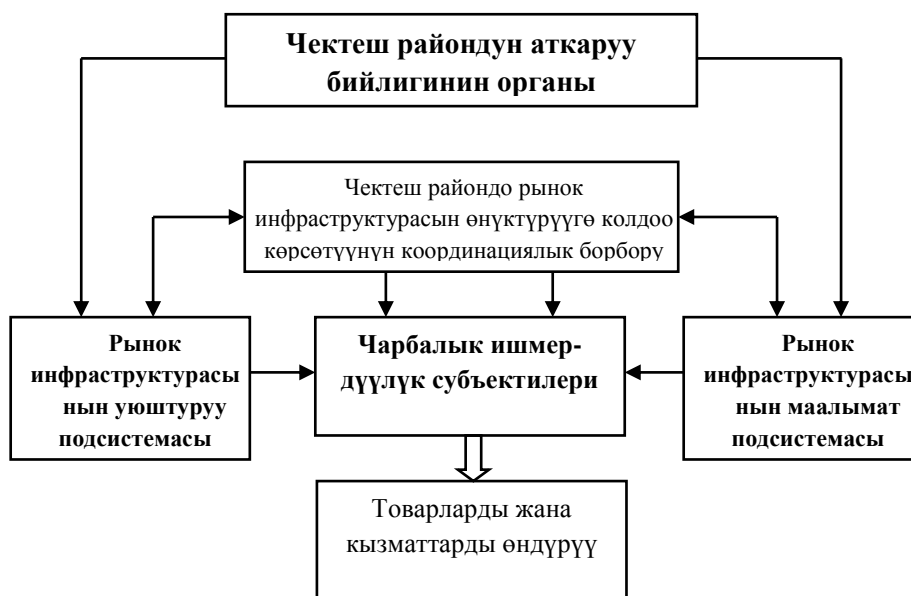 Чектеш райондун аткаруу
бийлигинин органы
Чектеш райондо рынок
инфраструктурасын өнүктүрүүгө колдоо
көрсөтүүнүн координациялык борбору
Рынок
инфраструктурасы
нын уюштуруу
подсистемасы
Чарбалык ишмер-
дүүлүк субъектилери
Рынок
инфраструктурасы
нын маалымат
подсистемасы
Товарларды жана
кызматтарды өндүрүү